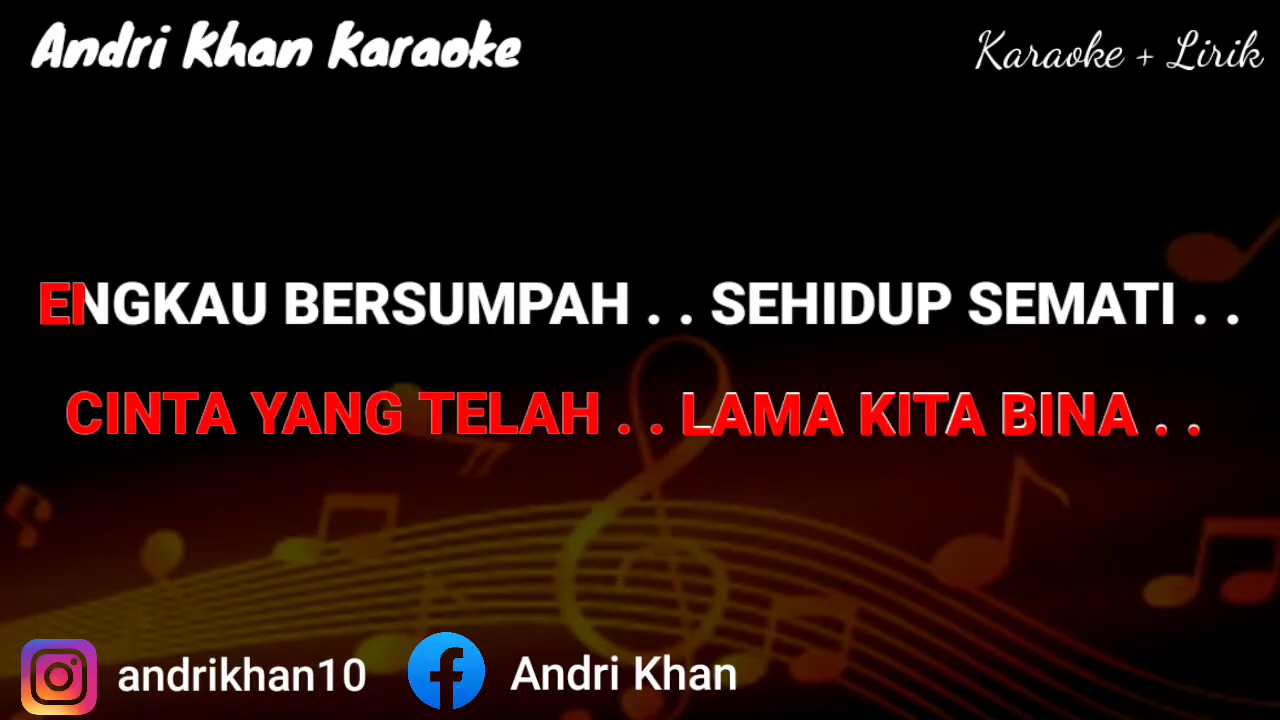 Andri Khan Karaoke
Karaoke + Lirik
ENGKAU BERSUMPAH . . SEHIDUP SEMATI . .
CINTA YANG TELAH . . LAMA KITA BINA . .
andrikhan10
Andri Khan